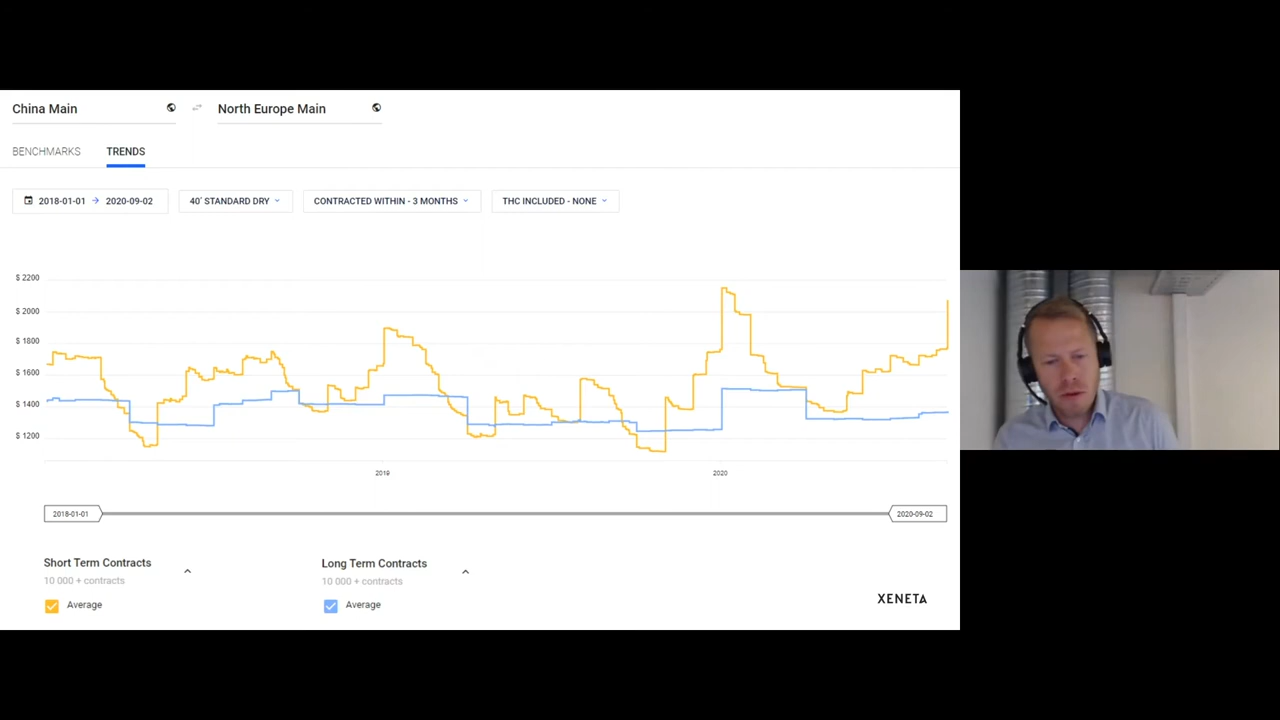 China Main
North Europe Main
BENCHMARKS
TRENDS
2018-01-01 → 2020-09-02
40' STANDARD DRY
CONTRACTED WITHIN - 3 MONTHS
THC INCLUDED - NONE
$ 2200
$ 2000
$ 1800
$ 1600
$ 1400
$ 1200
2019
2020
2018-01-01
2020-09-02
Short Term Contracts
10 000 + contracts
Average
Long Term Contracts
10 000 + contracts
Average
XENETA